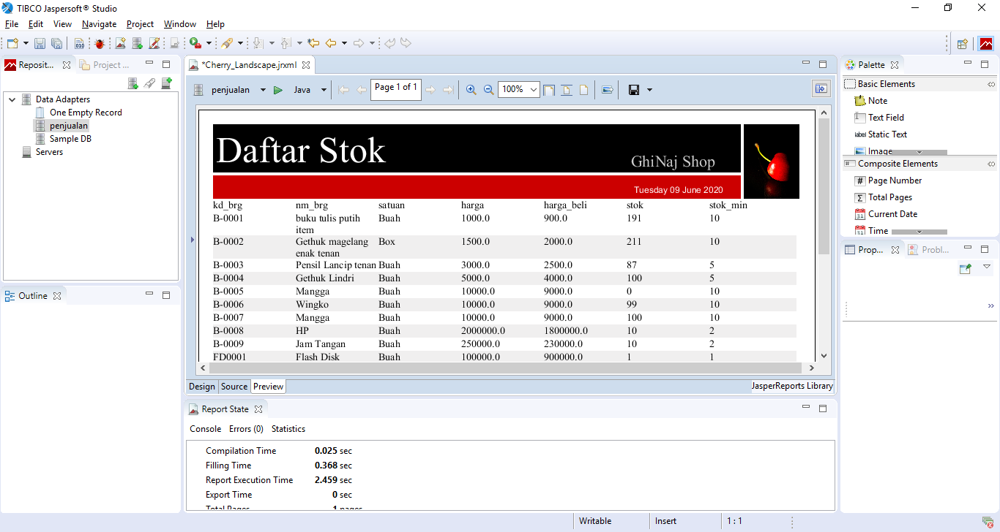 TIBCO Jaspersoft® Studio
File Edit View Navigate Project Window Help
Reposit... Project ...
Data Adapters
One Empty Record
penjualan
Sample DB
Servers
Outline
*Cherry_Landscape.jrxml
penjualan Java Page 1 of 1 100%
Daftar Stok
GhiNaj Shop
Tuesday 09 June 2020
kd_brg nm_brg satuan harga harga_beli stok stok_min
B-0001 buku tulis putih Buah 1000.0 900.0 191 10
item
B-0002 Gethuk magelang Box 1500.0 2000.0 211 10
enak tenan
B-0003 Pensil Lancip tenan Buah 3000.0 2500.0 87 5
B-0004 Gethuk Lindri Buah 5000.0 4000.0 100 5
B-0005 Mangga Buah 10000.0 9000.0 0 10
B-0006 Wingko Buah 10000.0 9000.0 99 10
B-0007 Mangga Buah 10000.0 9000.0 100 10
B-0008 HP Buah 2000000.0 1800000.0 10 2
B-0009 Jam Tangan Buah 250000.0 230000.0 10 2
FD0001 Flash Disk Buah 100000.0 900000.0 1 1
Design Source Preview JasperReports Library
Report State
Console Errors (0) Statistics
Compilation Time 0.025 sec
Filling Time 0.368 sec
Report Execution Time 2.459 sec
Export Time 0 sec
Total Pages 1 pages
Palette
Basic Elements
Note
Text Field
label Static Text
Image
Composite Elements
# Page Number
Σ Total Pages
31 Current Date
31 Time
Prop... Probl...
Writable Insert 1 : 1